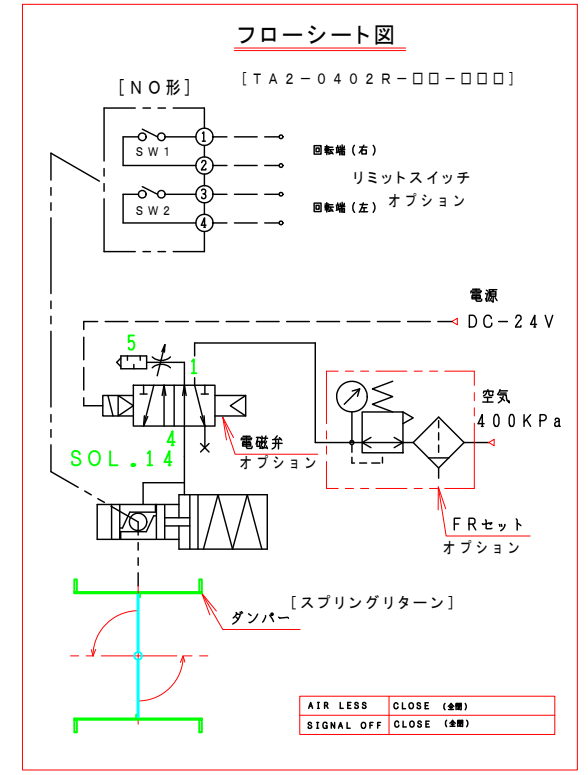 フローシート図
[NO形]
[TA2-0402R-□□-□□□]
SW1
1
2
SW2
3
4
回転端(右)
リミットスイッチ
オプション
回転端(左)
電源
DC-24V
5
1
4
SOL.14
電磁弁
オプション
空気
400KPa
FRセット
オプション
ダンパー
[スプリングリターン]
AIR LESS CLOSE (全閉)
SIGNAL OFF CLOSE (全閉)